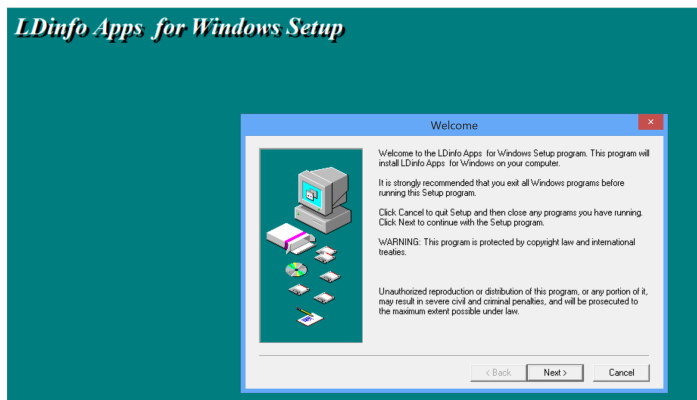 LDinfo Apps for Windows Setup
Welcome
Welcome to the LDinfo Apps for Windows Setup program. This program will
install LDinfo Apps for Windows on your computer.
It is strongly recommended that you exit all Windows programs before
running this Setup program.
Click Cancel to quit Setup and then close any programs you have running.
Click Next to continue with the Setup program.
WARNING: This program is protected by copyright law and international
treaties.
Unauthorized reproduction or distribution of this program, or any portion of it,
may result in severe civil and criminal penalties, and will be prosecuted to
the maximum extent possible under law.
< Back Next > Cancel